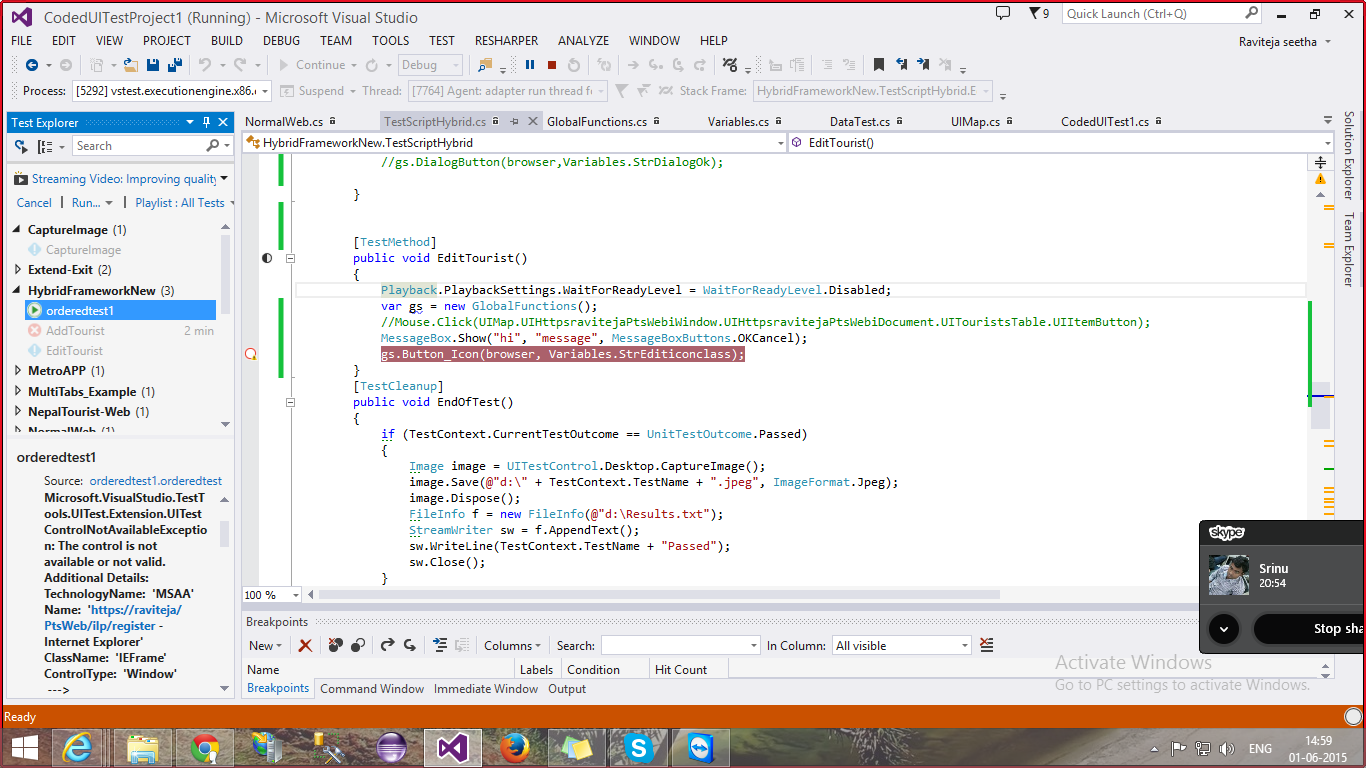 CodedUITestProject1 (Running) - Microsoft Visual Studio
9
Quick Launch (Ctrl+Q)
FILE EDIT VIEW PROJECT BUILD DEBUG TEAM TOOLS TEST RESHARPER ANALYZE WINDOW HELP
Raviteja seetha
Continue Debug
Process: [5292] vstest.executionengine.x86.c Suspend Thread: [7764] Agent: adapter run thread fo Stack Frame: HybridFrameworkNew.TestScriptHybrid.E
Test Explorer
NormalWeb.cs TestScriptHybrid.cs GlobalFunctions.cs Variables.cs DataTest.cs UIMap.cs CodedUITest1.cs
Search
HybridFrameworkNew.TestScriptHybrid EditTourist()
Streaming Video: Improving quality
Cancel Run... Playlist : All Tests
CaptureImage (1)
CaptureImage
Extend-Exit (2)
HybridFrameworkNew (3)
orderedtest1
AddTourist 2 min
EditTourist
MetroAPP (1)
MultiTabs_Example (1)
NepalTourist-Web (1)
NormalWeb (1)
orderedtest1
Source: orderedtest1.orderedtest
Microsoft.VisualStudio.TestT
ools.UITest.Extension.UITest
ControlNotAvailableExceptio
n: The control is not
available or not valid.
Additional Details:
TechnologyName: 'MSAA'
Name: 'https://raviteja/
PtsWeb/ilp/register -
Internet Explorer'
ClassName: 'IEFrame'
ControlType: 'Window'
--->
//gs.DialogButton(browser,Variables.StrDialogOk);
}
[TestMethod]
public void EditTourist()
{
Playback.PlaybackSettings.WaitForReadyLevel = WaitForReadyLevel.Disabled;
var gs = new GlobalFunctions();
//Mouse.Click(UIMap.UIHttpsravitejaPtsWebiWindow.UIHttpsravitejaPtsWebiDocument.UITouristsTable.UIItemButton);
MessageBox.Show("hi", "message", MessageBoxButtons.OKCancel);
gs.Button_Icon(browser, Variables.StrEditiconclass);
}
[TestCleanup]
public void EndOfTest()
{
if (TestContext.CurrentTestOutcome == UnitTestOutcome.Passed)
{
Image image = UITestControl.Desktop.CaptureImage();
image.Save(@"d:\" + TestContext.TestName + ".jpeg", ImageFormat.Jpeg);
image.Dispose();
FileInfo f = new FileInfo(@"d:\Results.txt");
StreamWriter sw = f.AppendText();
sw.WriteLine(TestContext.TestName + "Passed");
sw.Close();
}
100 %
Solution Explorer
Team Explorer
Breakpoints
New Columns Search: In Column: All visible
Name Labels Condition Hit Count
Breakpoints Command Window Immediate Window Output
skype
Srinu
20:54
Stop sha
Activate Windows
Go to PC settings to activate Windows.
Ready
ENG
14:59
01-06-2015